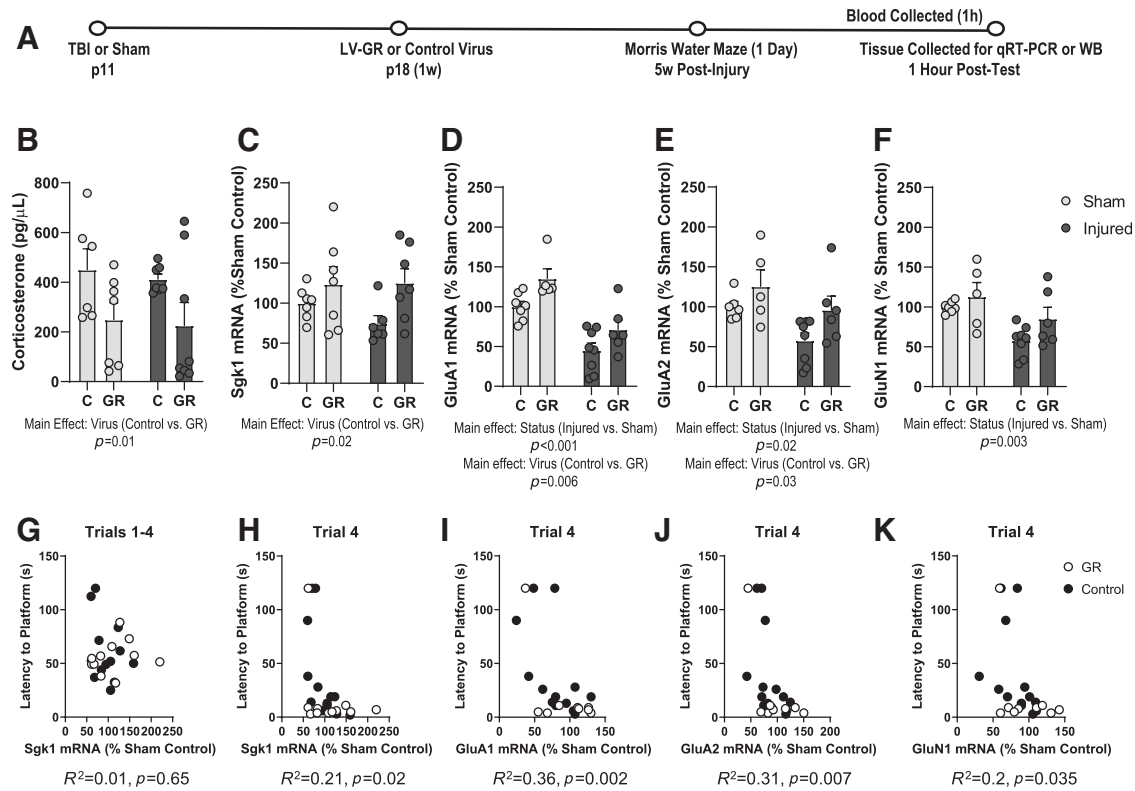 A
Blood Collected (1h)
TBI or Sham
p11
LV-GR or Control Virus
p18 (1w)
Morris Water Maze (1 Day)
5w Post-Injury
Tissue Collected for qRT-PCR or WB
1 Hour Post-Test
B
Corticosterone (pg/μL)
800
600
400
200
0
C GR C GR
Main Effect: Virus (Control vs. GR)
p=0.01
C
Sgk1 mRNA (%Sham Control)
250
200
150
100
50
0
C GR C GR
Main Effect: Virus (Control vs. GR)
p=0.02
D
GluA1 mRNA (% Sham Control)
250
200
150
100
50
0
C GR C GR
Main effect: Status (Injured vs. Sham)
p<0.001
Main effect: Virus (Control vs. GR)
p=0.006
E
GluA2 mRNA (% Sham Control)
250
200
150
100
50
0
C GR C GR
Main effect: Status (Injured vs. Sham)
p=0.02
Main effect: Virus (Control vs. GR)
p=0.03
F
GluN1 mRNA (% Sham Control)
250
200
150
100
50
0
C GR C GR
Main effect: Status (Injured vs. Sham)
p=0.003
Sham
Injured
G
Trials 1-4
Latency to Platform (s)
150
100
50
0
0 50 100 150 200 250
Sgk1 mRNA (% Sham Control)
R²=0.01, p=0.65
H
Trial 4
Latency to Platform (s)
150
100
50
0
0 50 100 150 200 250
Sgk1 mRNA (% Sham Control)
R²=0.21, p=0.02
I
Trial 4
Latency to Platform (s)
150
100
50
0
0 50 100 150
GluA1 mRNA (% Sham Control)
R²=0.36, p=0.002
J
Trial 4
Latency to Platform (s)
150
100
50
0
0 50 100 150 200
GluA2 mRNA (% Sham Control)
R²=0.31, p=0.007
K
Trial 4
Latency to Platform (s)
150
100
50
0
0 50 100 150
GluN1 mRNA (% Sham Control)
R²=0.2, p=0.035
GR
Control